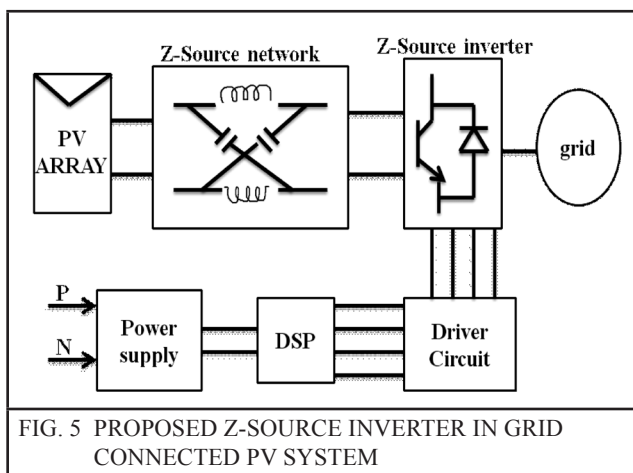 Z-Source network
Z-Source inverter
PV
ARRAY
grid
P
N
Power
supply
DSP
Driver
Circuit
FIG. 5 PROPOSED Z-SOURCE INVERTER IN GRID
CONNECTED PV SYSTEM